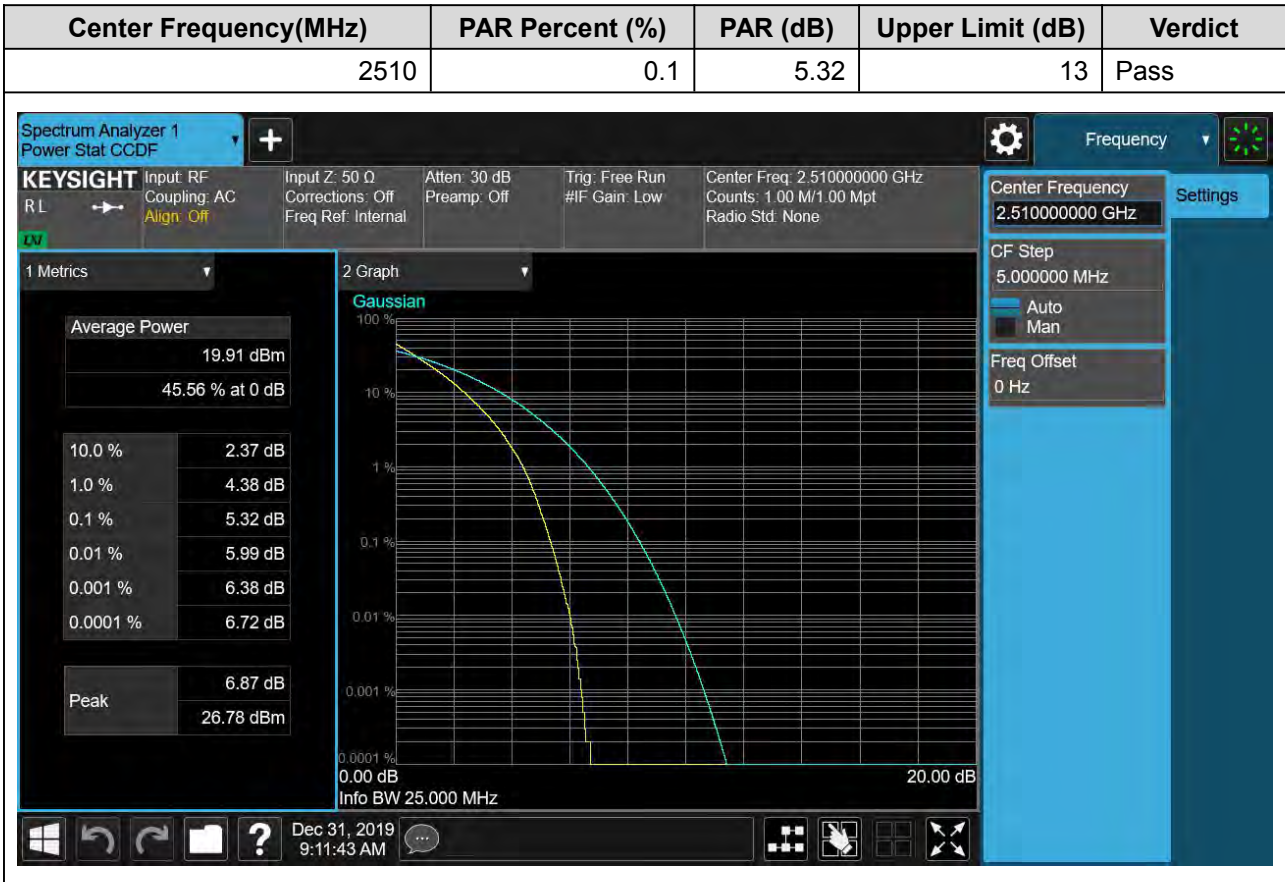 Center Frequency(MHz) PAR Percent (%) PAR (dB) Upper Limit (dB) Verdict
2510 0.1 5.32 13 Pass
Spectrum Analyzer 1
Power Stat CCDF
Frequency
KEYSIGHT
R L
Input: RF
Coupling: AC
Align: Off
Input Z: 50 Ω
Corrections: Off
Freq Ref: Internal
Atten: 30 dB
Preamp: Off
Trig: Free Run
#IF Gain: Low
Center Freq: 2.510000000 GHz
Counts: 1.00 M/1.00 Mpt
Radio Std: None
Center Frequency
2.510000000 GHz
Settings
CF Step
5.000000 MHz
Auto
Man
Freq Offset
0 Hz
1 Metrics
Average Power
19.91 dBm
45.56 % at 0 dB
10.0 % 2.37 dB
1.0 % 4.38 dB
0.1 % 5.32 dB
0.01 % 5.99 dB
0.001 % 6.38 dB
0.0001 % 6.72 dB
Peak
6.87 dB
26.78 dBm
2 Graph
Gaussian
100 %
10 %
1 %
0.1 %
0.01 %
0.001 %
0.0001 %
0.00 dB 20.00 dB
Info BW 25.000 MHz
?
Dec 31, 2019
9:11:43 AM